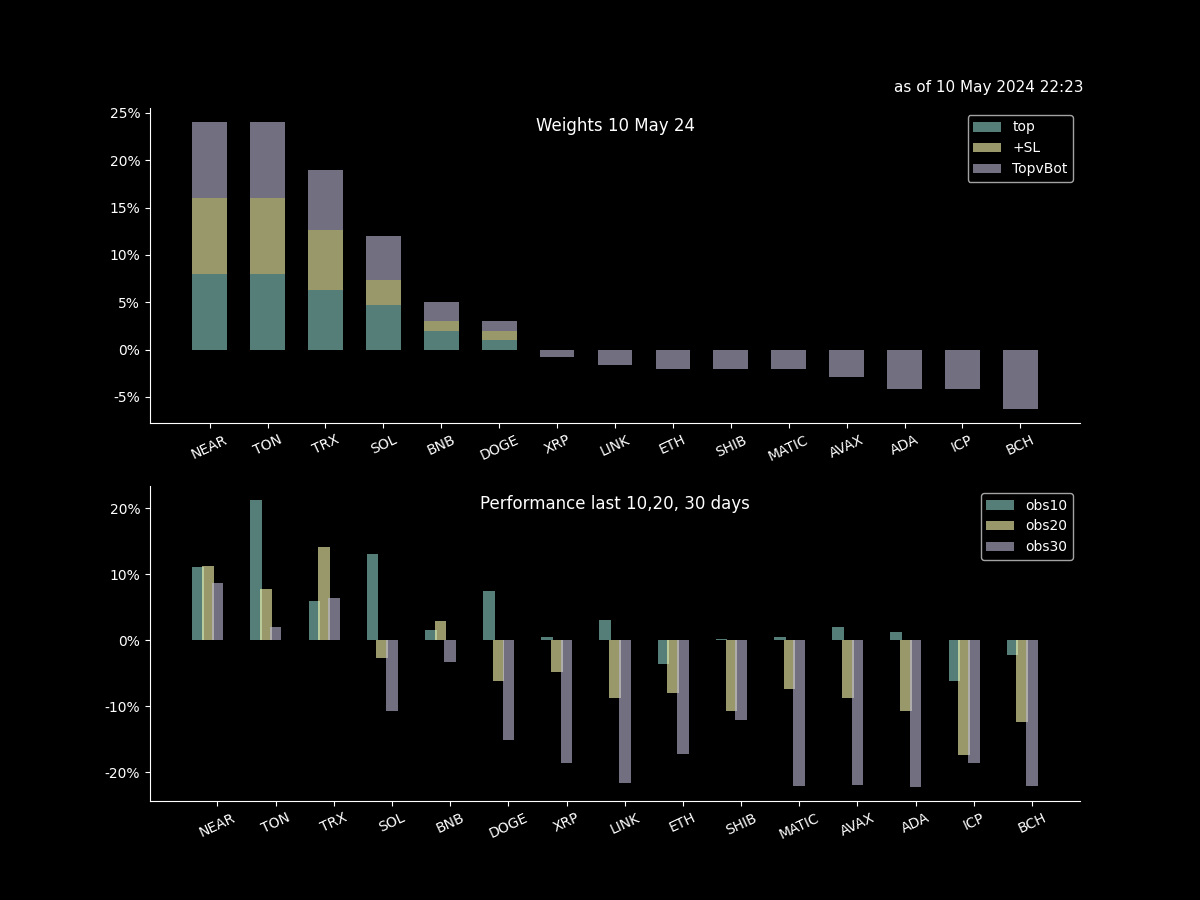 as of 10 May 2024 22:23
Weights 10 May 24
top
+SL
TopvBot
25%
20%
15%
10%
5%
0%
-5%
NEAR TON TRX SOL BNB DOGE XRP LINK ETH SHIB MATIC AVAX ADA ICP BCH
Performance last 10,20, 30 days
obs10
obs20
obs30
20%
10%
0%
-10%
-20%
NEAR TON TRX SOL BNB DOGE XRP LINK ETH SHIB MATIC AVAX ADA ICP BCH